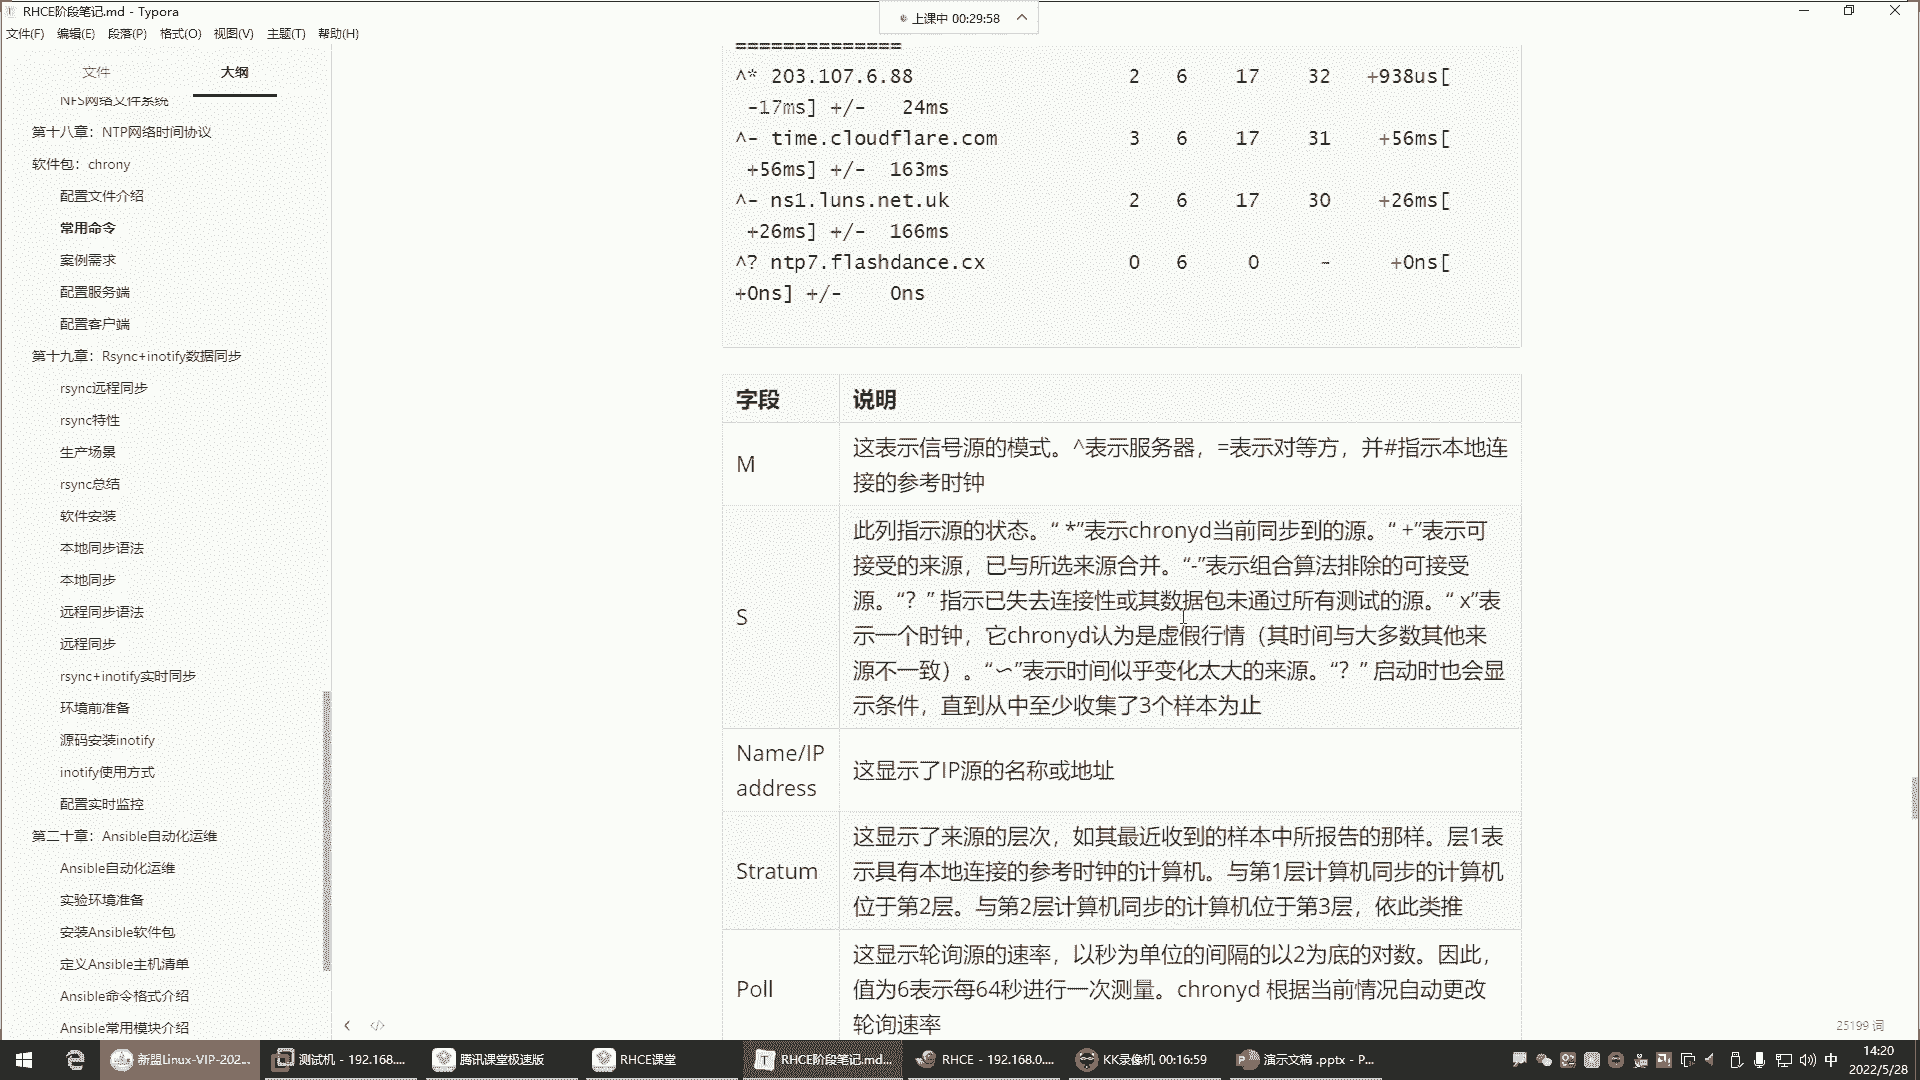 RHCE阶段笔记.md - Typora
上课中 00:29:58
文件(F) 编辑(E) 段落(P) 格式(O) 视图(V) 主题(T) 帮助(H)
文件 大纲
NFS网络文件系统
第十八章：NTP网络时间协议
软件包：chrony
配置文件介绍
常用命令
案例需求
配置服务端
配置客户端
第十九章：Rsync+inotify数据同步
rsync远程同步
rsync特性
生产场景
rsync总结
软件安装
本地同步语法
本地同步
远程同步语法
远程同步
rsync+inotify实时同步
环境前准备
源码安装inotify
inotify使用方式
配置实时监控
第二十章：Ansible自动化运维
Ansible自动化运维
实验环境准备
安装Ansible软件包
定义Ansible主机清单
Ansible命令格式介绍
Ansible常用模块介绍
==============
^* 203.107.6.88 2 6 17 32 +938us[
-17ms] +/- 24ms
^- time.cloudflare.com 3 6 17 31 +56ms[
+56ms] +/- 163ms
^- ns1.luns.net.uk 2 6 17 30 +26ms[
+26ms] +/- 166ms
^? ntp7.flashdance.cx 0 6 0 - +0ns[
+0ns] +/- 0ns
字段 说明
M
这表示信号源的模式。^表示服务器，=表示对等方，并#指示本地连
接的参考时钟
S
此列指示源的状态。“ *”表示chronyd当前同步到的源。“ +”表示可
接受的来源，已与所选来源合并。“-”表示组合算法排除的可接受
源。“？” 指示已失去连接性或其数据包未通过所有测试的源。“ x”表
示一个时钟，它chronyd认为是虚假行情（其时间与大多数其他来
源不一致）。“〜”表示时间似乎变化太大的来源。“？” 启动时也会显
示条件，直到从中至少收集了3个样本为止
Name/IP
address
这显示了IP源的名称或地址
Stratum
这显示了来源的层次，如其最近收到的样本中所报告的那样。层1表
示具有本地连接的参考时钟的计算机。与第1层计算机同步的计算机
位于第2层。与第2层计算机同步的计算机位于第3层，依此类推
Poll
这显示轮询源的速率，以秒为单位的间隔的以2为底的对数。因此，
值为6表示每64秒进行一次测量。chronyd 根据当前情况自动更改
轮询速率
25199 词
新盟Linux-VIP-202...
测试机 - 192.168....
腾讯课堂极速版
RHCE课堂
RHCE阶段笔记.md...
RHCE - 192.168.0....
KK录像机 00:16:59
演示文稿 .pptx - P...
中
14:20
2022/5/28